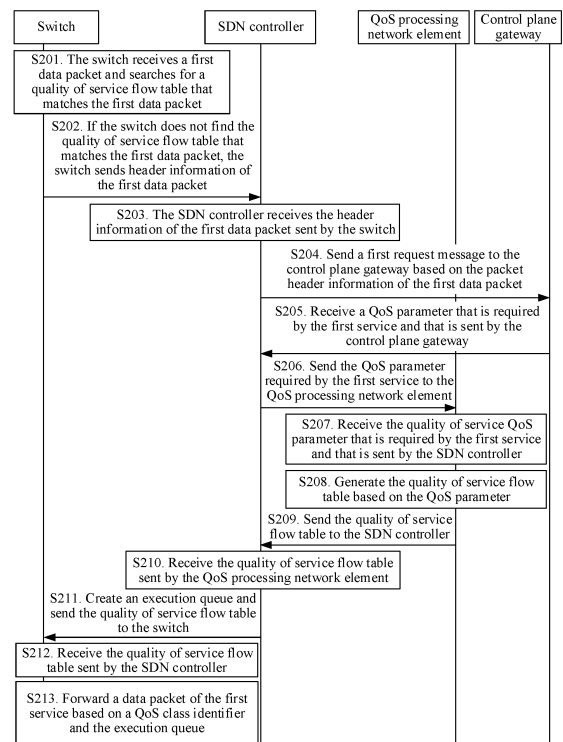 Switch
SDN controller
QoS processing
network element
Control plane
gateway
S201. The switch receives a first
data packet and searches for a
quality of service flow table that
matches the first data packet
S202. If the switch does not find the
quality of service flow table that
matches the first data packet, the
switch sends header information of
the first data packet
S203. The SDN controller receives the header
information of the first data packet sent by the switch
S204. Send a first request message to the
control plane gateway based on the packet
header information of the first data packet
S205. Receive a QoS parameter that is required
by the first service and that is sent by the
control plane gateway
S206. Send the QoS parameter
required by the first service to the
QoS processing network element
S207. Receive the quality of service QoS
parameter that is required by the first service
and that is sent by the SDN controller
S208. Generate the quality of service flow
table based on the QoS parameter
S209. Send the quality of service
flow table to the SDN controller
S210. Receive the quality of service flow table
sent by the QoS processing network element
S211. Create an execution queue and
send the quality of service flow table
to the switch
S212. Receive the quality of service flow
table sent by the SDN controller
S213. Forward a data packet of the first
service based on a QoS class identifier
and the execution queue